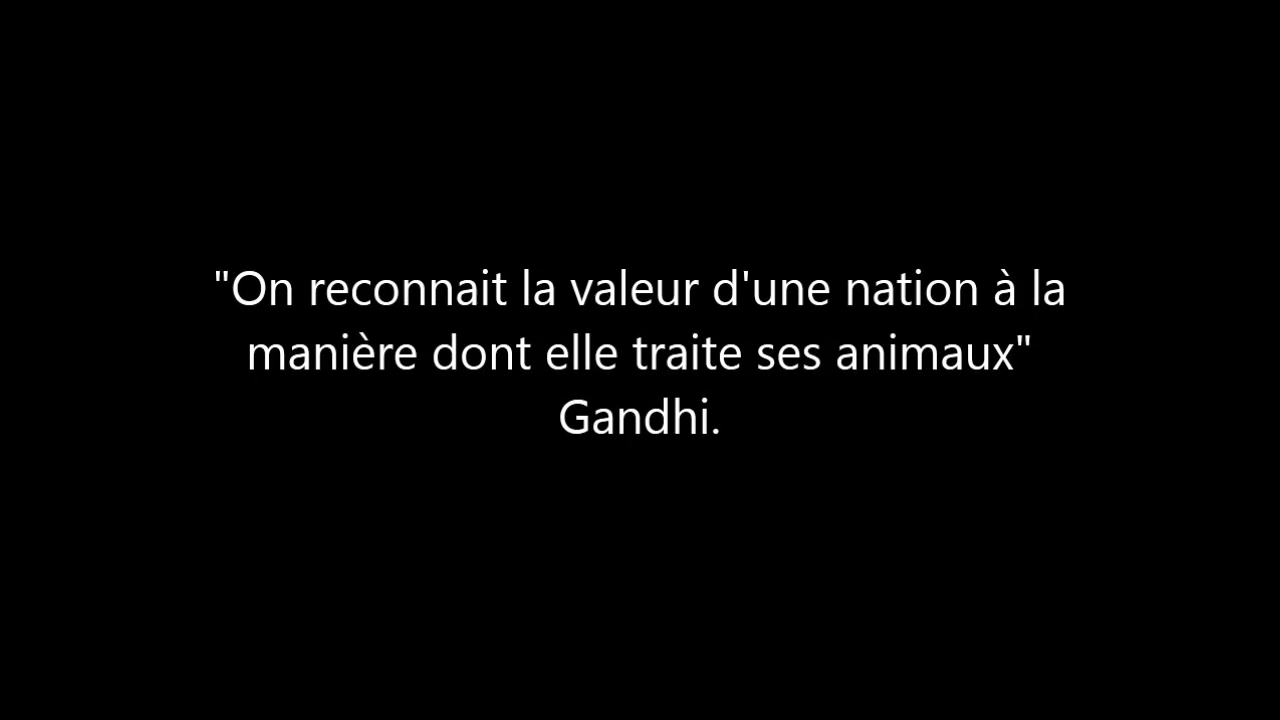 "On reconnait la valeur d'une nation à la
manière dont elle traite ses animaux"
Gandhi.